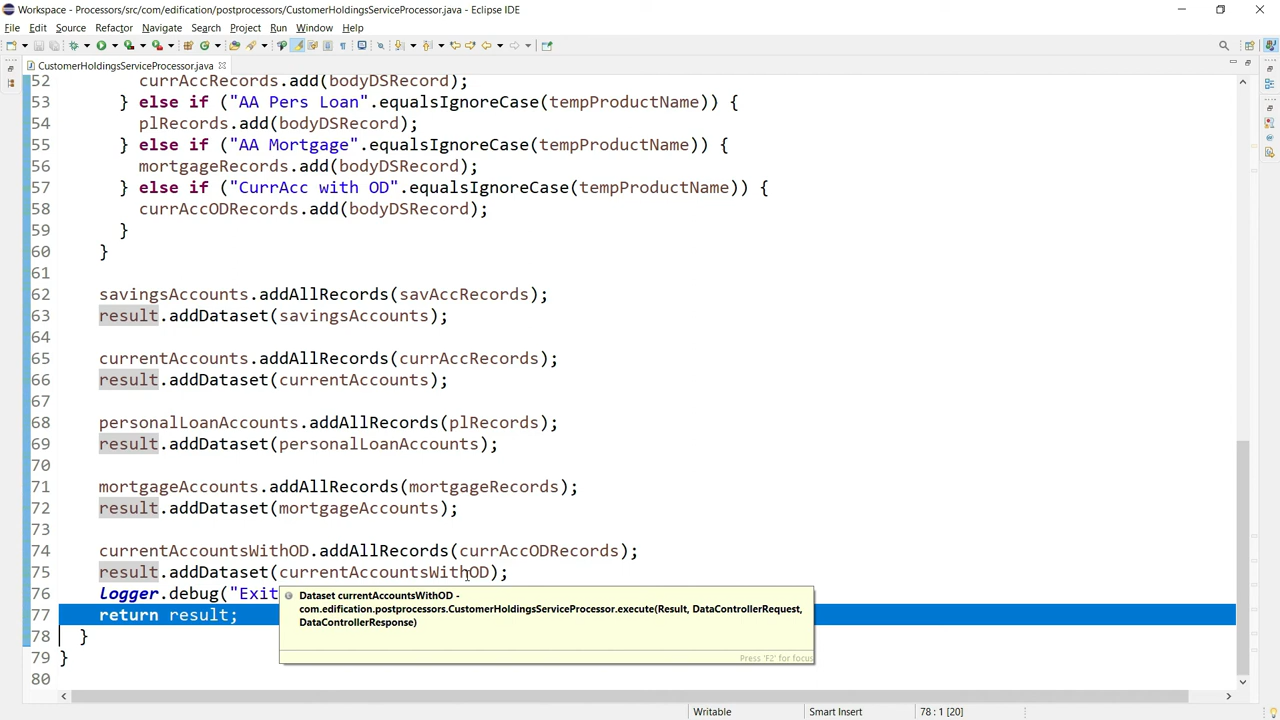 Workspace - Processors/src/com/edification/postprocessors/CustomerHoldingsServiceProcessor.java - Eclipse IDE
File Edit Source Refactor Navigate Search Project Run Window Help
CustomerHoldingsServiceProcessor.java
52 currAccRecords.add(bodyDSRecord);
53 } else if ("AA Pers Loan".equalsIgnoreCase(tempProductName)) {
54 plRecords.add(bodyDSRecord);
55 } else if ("AA Mortgage".equalsIgnoreCase(tempProductName)) {
56 mortgageRecords.add(bodyDSRecord);
57 } else if ("CurrAcc with OD".equalsIgnoreCase(tempProductName)) {
58 currAccODRecords.add(bodyDSRecord);
59 }
60 }
61
62 savingsAccounts.addAllRecords(savAccRecords);
63 result.addDataset(savingsAccounts);
64
65 currentAccounts.addAllRecords(currAccRecords);
66 result.addDataset(currentAccounts);
67
68 personalLoanAccounts.addAllRecords(plRecords);
69 result.addDataset(personalLoanAccounts);
70
71 mortgageAccounts.addAllRecords(mortgageRecords);
72 result.addDataset(mortgageAccounts);
73
74 currentAccountsWithOD.addAllRecords(currAccODRecords);
75 result.addDataset(currentAccountsWithOD);
76 logger.debug("Exit
77 return result;
78 }
79 }
80
Dataset currentAccountsWithOD -
com.edification.postprocessors.CustomerHoldingsServiceProcessor.execute(Result, DataControllerRequest,
DataControllerResponse)
Press 'F2' for focus
Writable Smart Insert 78 : 1 [20]